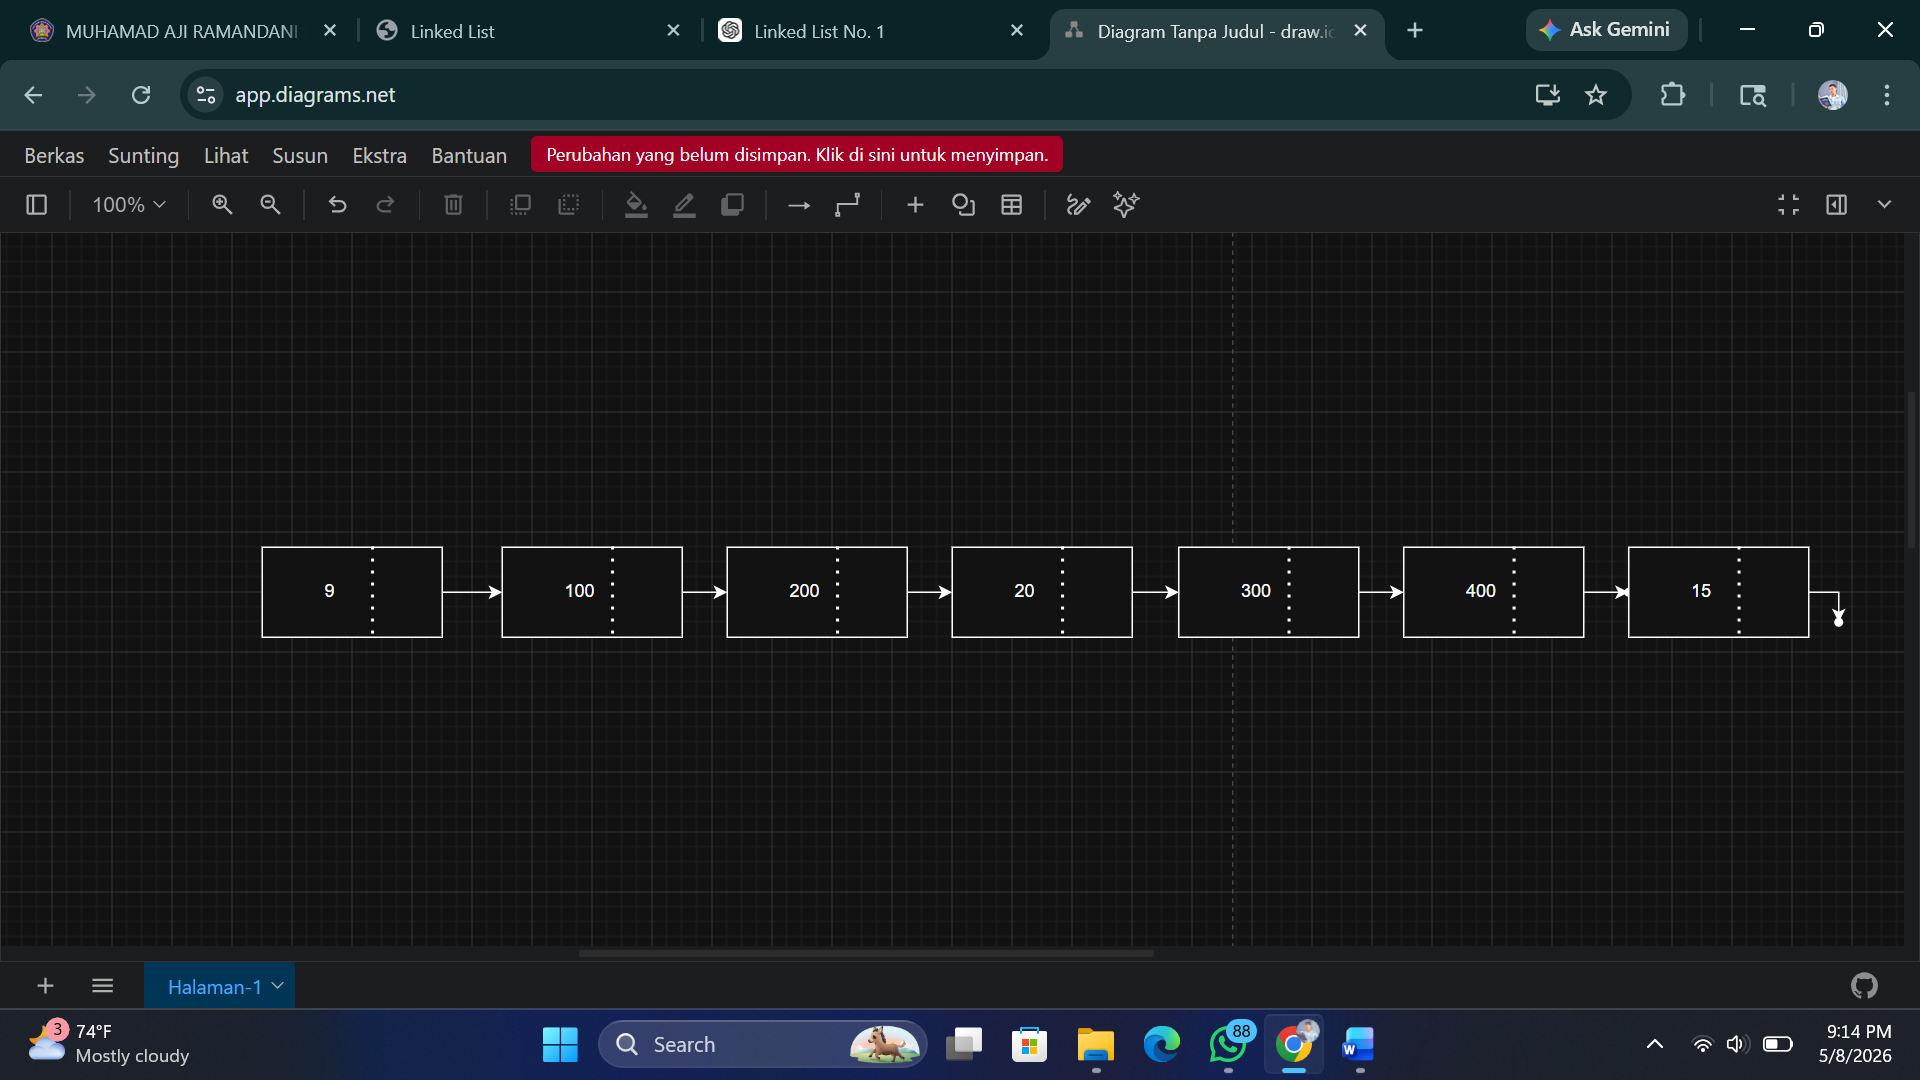 MUHAMAD AJI RAMANDANI
Linked List
Linked List No. 1
Diagram Tanpa Judul - draw.io
Ask Gemini
app.diagrams.net
Berkas Sunting Lihat Susun Ekstra Bantuan Perubahan yang belum disimpan. Klik di sini untuk menyimpan.
100%
9 100 200 20 300 400 15
Halaman-1
3 74°F
Mostly cloudy
Search
88
W
9:14 PM
5/8/2026